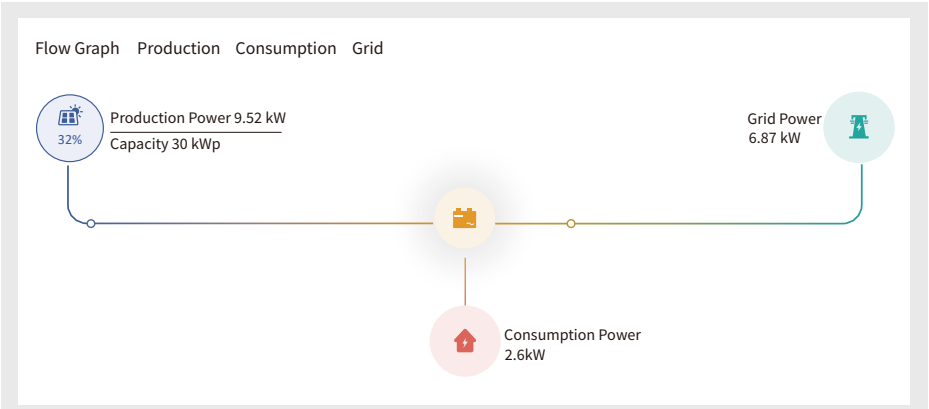 Flow Graph Production Consumption Grid
32%
Production Power 9.52 kW
Capacity 30 kWp
Grid Power
6.87 kW
Consumption Power
2.6kW